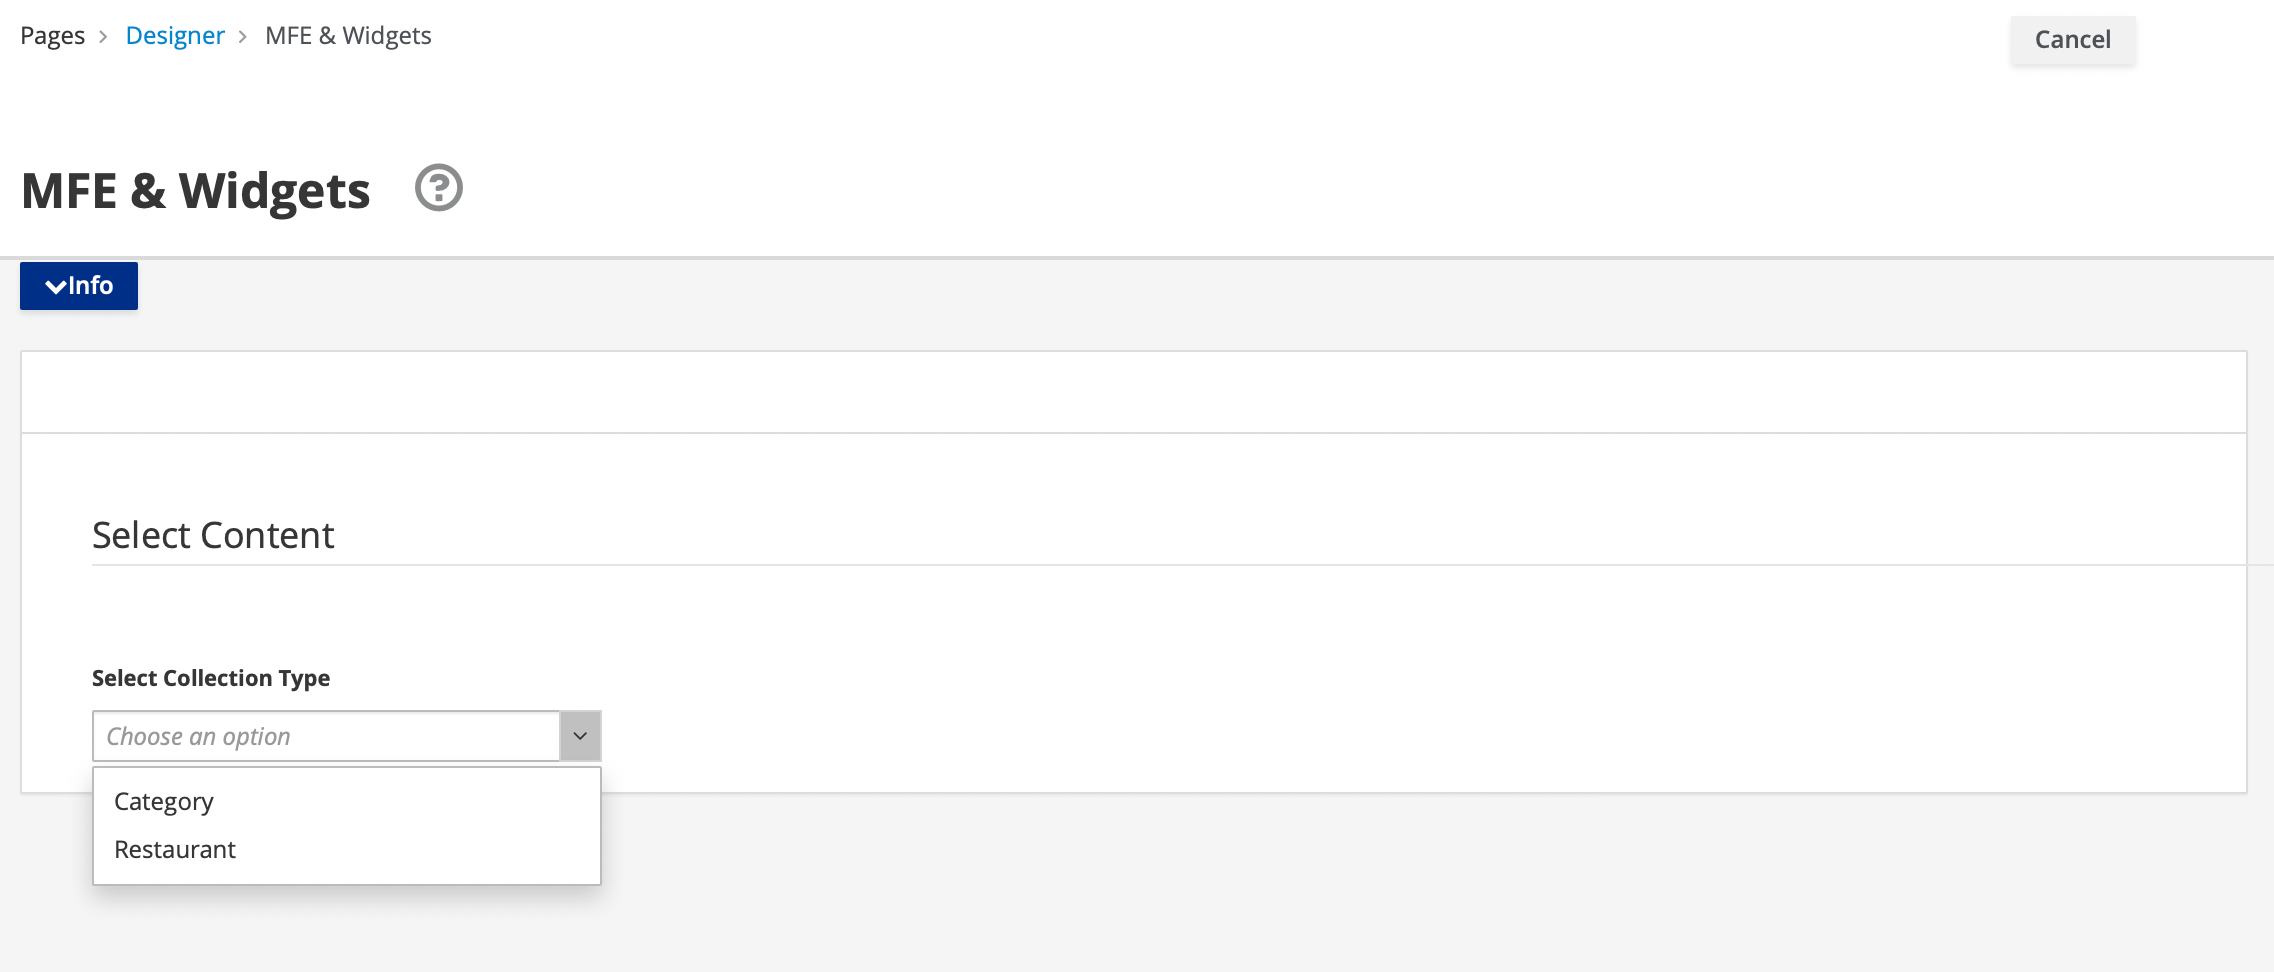 Pages > Designer > MFE & Widgets
Cancel
MFE & Widgets
Info
Select Content
Select Collection Type
Choose an option
Category
Restaurant